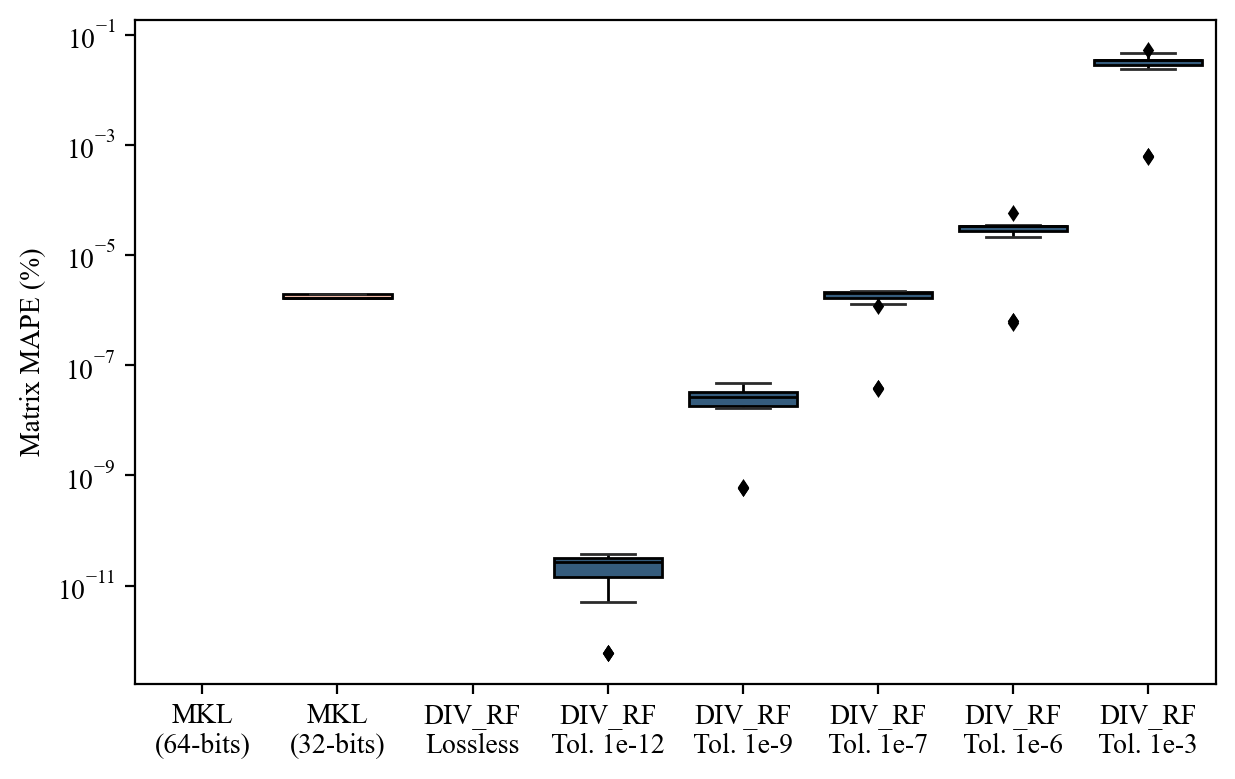 Matrix MAPE (%)
10⁻¹
10⁻³
10⁻⁵
10⁻⁷
10⁻⁹
10⁻¹¹
MKL
(64-bits)
MKL
(32-bits)
DIV_RF
Lossless
DIV_RF
Tol. 1e-12
DIV_RF
Tol. 1e-9
DIV_RF
Tol. 1e-7
DIV_RF
Tol. 1e-6
DIV_RF
Tol. 1e-3